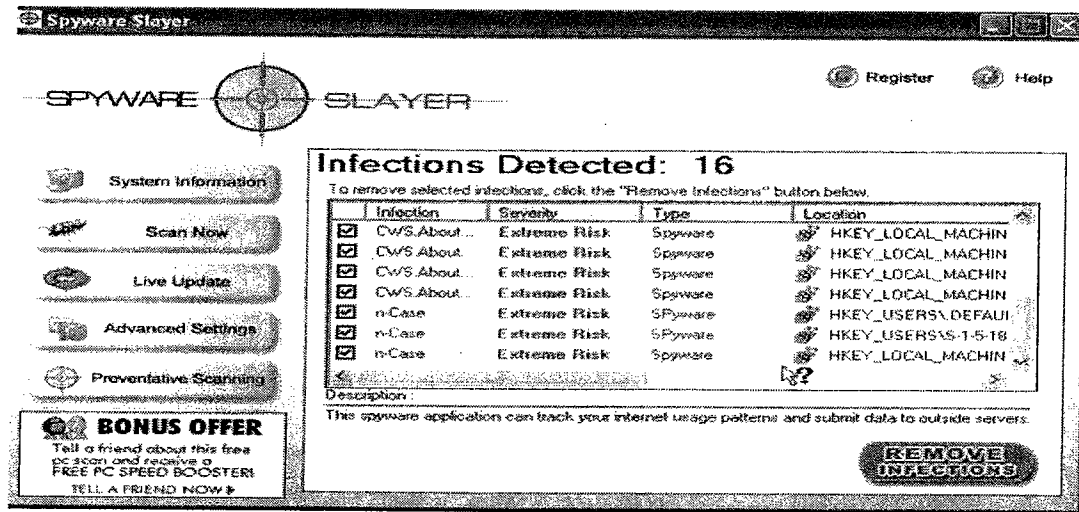 Spyware Slayer
SPYWARE SLAYER
Register
Help
System Information
Scan Now
Live Update
Advanced Settings
Preventative Scanning
BONUS OFFER
Tell a friend about this free
pc scan and receive a
FREE PC SPEED BOOSTER!
TELL A FRIEND NOW
Infections Detected: 16
To remove selected infections, click the "Remove Infections" button below.
Infection Severity Type Location
CWS.About... Extreme Risk Spyware HKEY_LOCAL_MACHIN
CWS.About... Extreme Risk Spyware HKEY_LOCAL_MACHIN
CWS.About... Extreme Risk Spyware HKEY_LOCAL_MACHIN
CWS.About... Extreme Risk Spyware HKEY_LOCAL_MACHIN
n-Case Extreme Risk SPyware HKEY_USERS\.DEFAUL
n-Case Extreme Risk SPyware HKEY_USERS\S-1-5-18
n-Case Extreme Risk Spyware HKEY_LOCAL_MACHIN
Description :
This spyware application can track your internet usage patterns and submit data to outside servers.
REMOVE
INFECTIONS